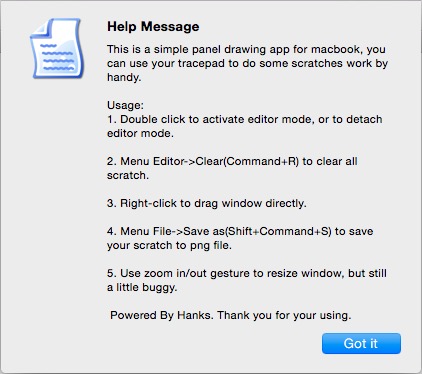 Help Message
This is a simple panel drawing app for macbook, you
can use your tracepad to do some scratches work by
handy.
Usage:
1. Double click to activate editor mode, or to detach
editor mode.
2. Menu Editor->Clear(Command+R) to clear all
scratch.
3. Right-click to drag window directly.
4. Menu File->Save as(Shift+Command+S) to save
your scratch to png file.
5. Use zoom in/out gesture to resize window, but still
a little buggy.
Powered By Hanks. Thank you for your using.
Got it